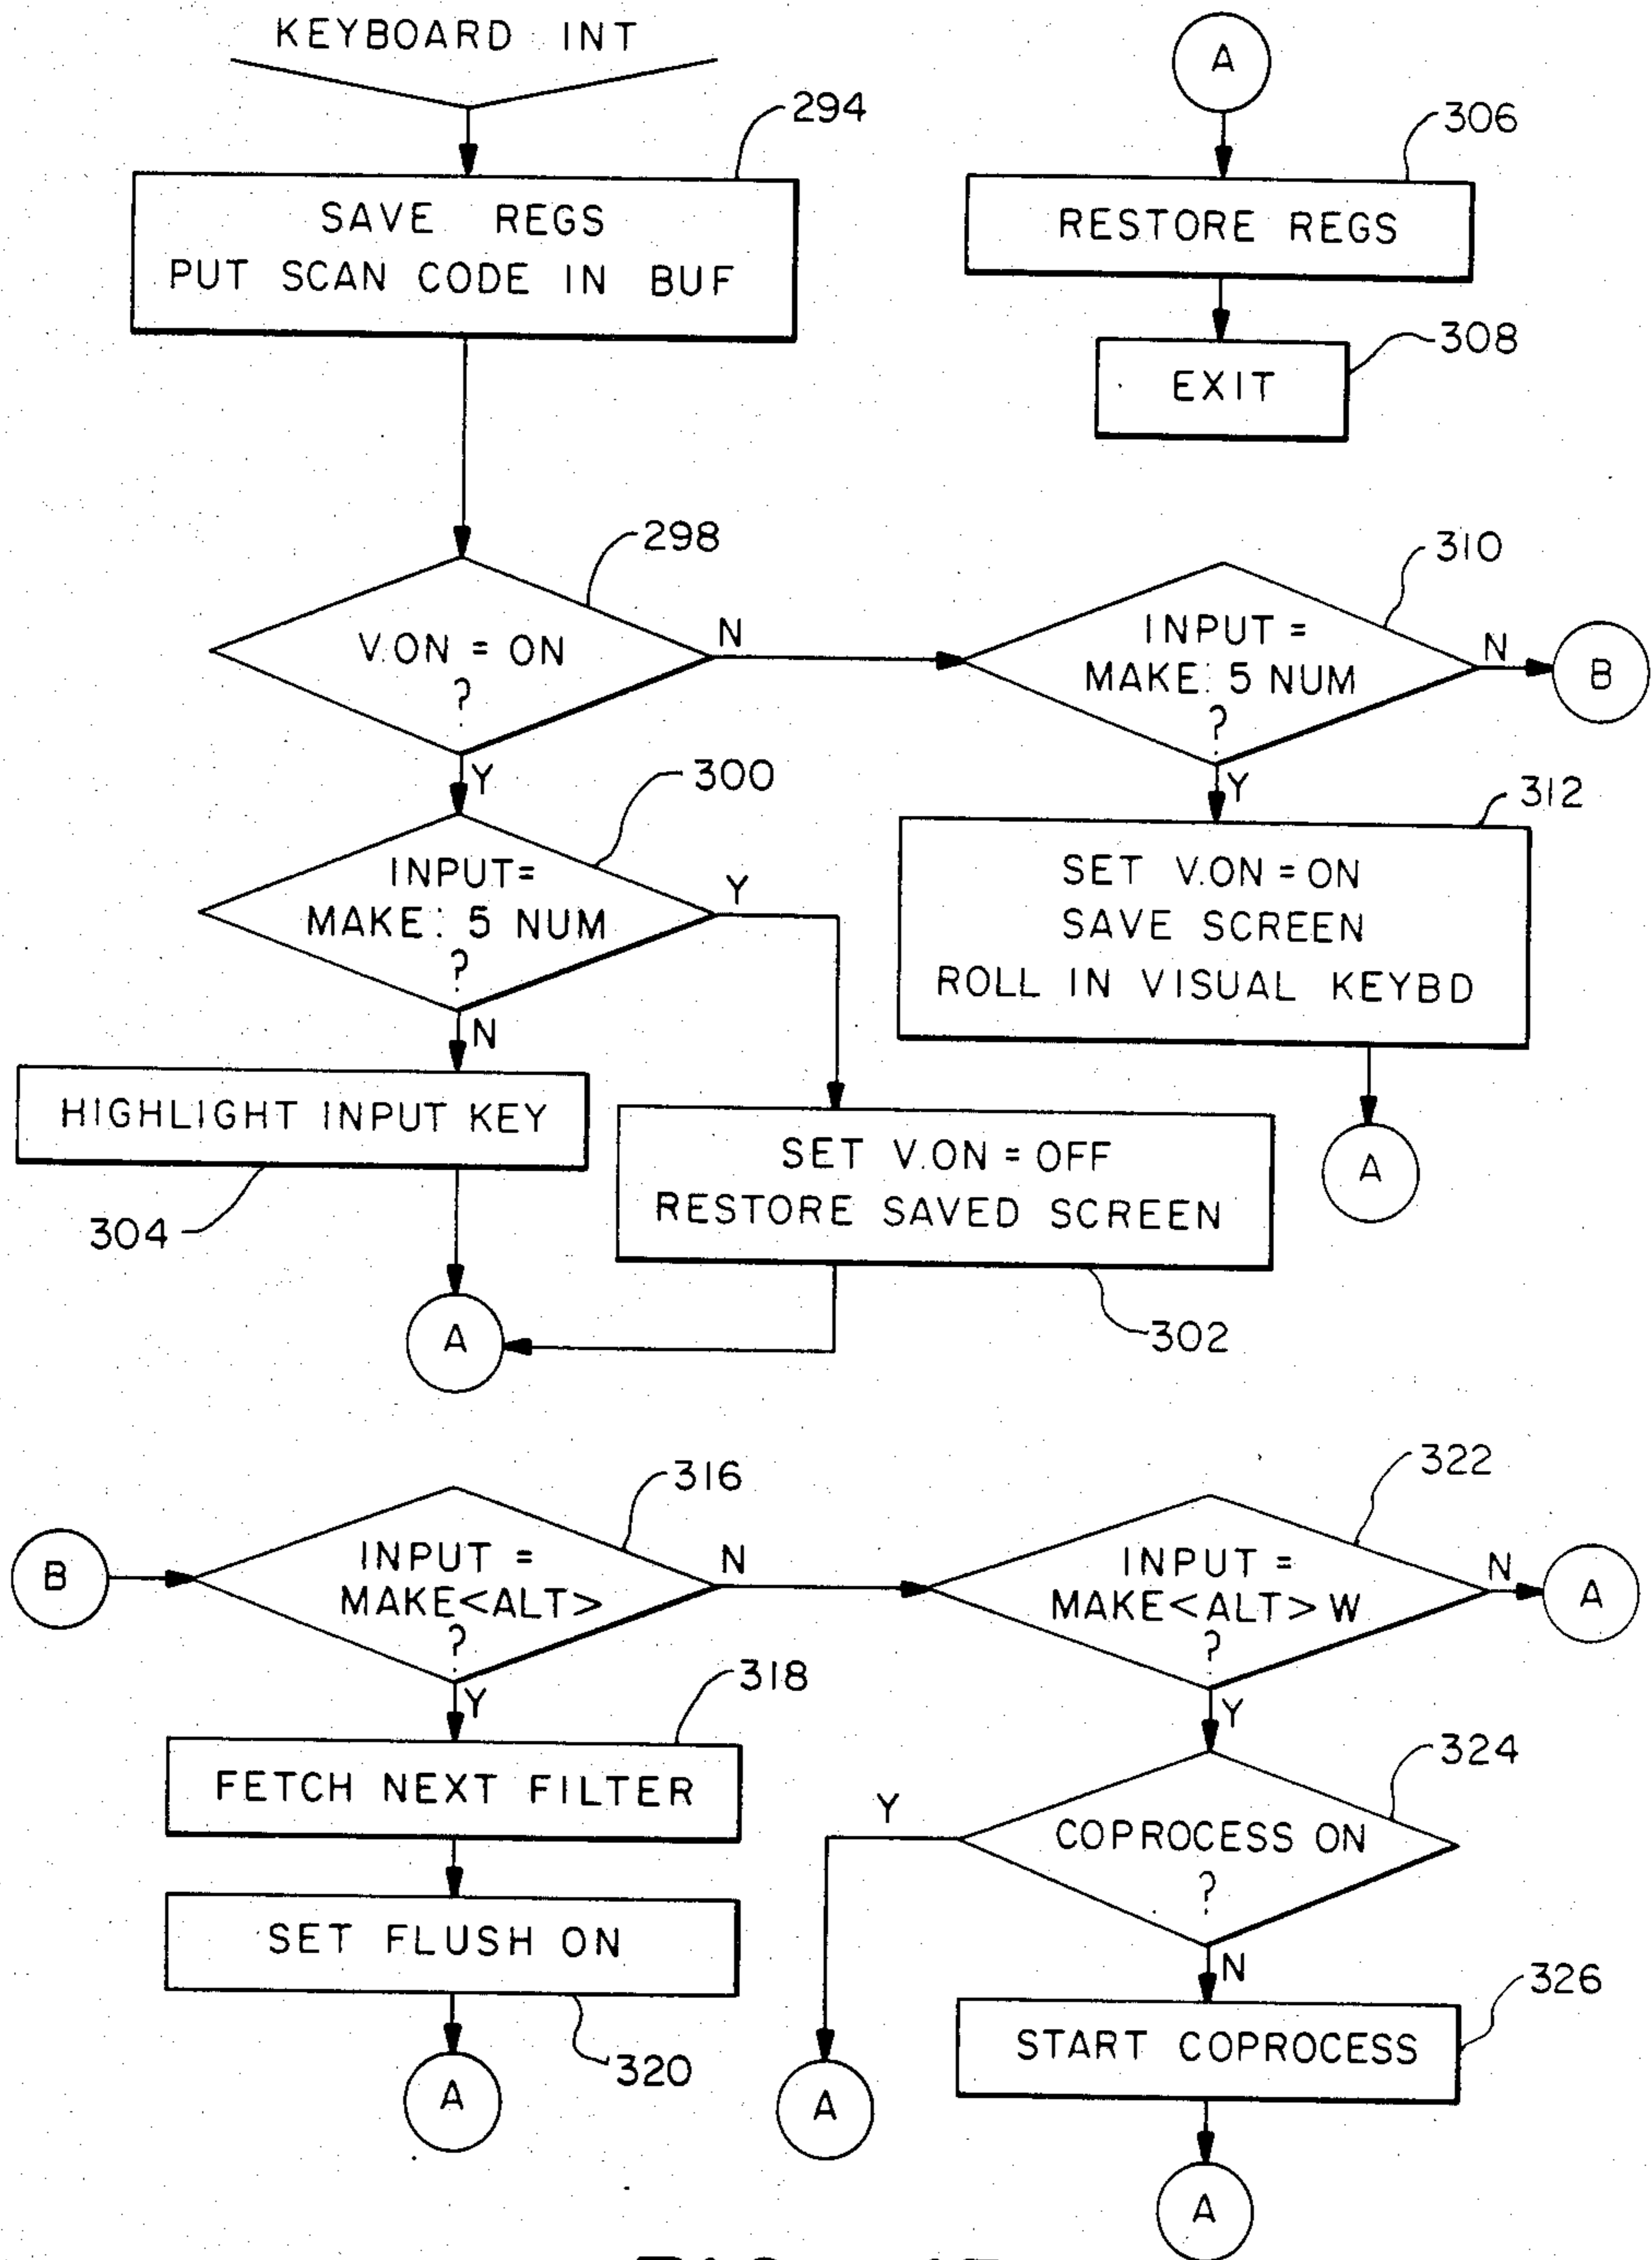 KEYBOARD INT
294
SAVE REGS
PUT SCAN CODE IN BUF
A
306
RESTORE REGS
308
EXIT
298
V.ON = ON
?
N
Y
310
INPUT =
MAKE: 5 NUM
?
N
B
Y
300
INPUT=
MAKE: 5 NUM
?
Y
N
312
SET V.ON = ON
SAVE SCREEN
ROLL IN VISUAL KEYBD
A
HIGHLIGHT INPUT KEY
304
SET V.ON = OFF
RESTORE SAVED SCREEN
302
A
B
316
INPUT =
MAKE<ALT>
?
N
Y
322
INPUT =
MAKE<ALT> W
?
N
A
Y
318
FETCH NEXT FILTER
SET FLUSH ON
320
A
324
COPROCESS ON
?
Y
A
N
326
START COPROCESS
A